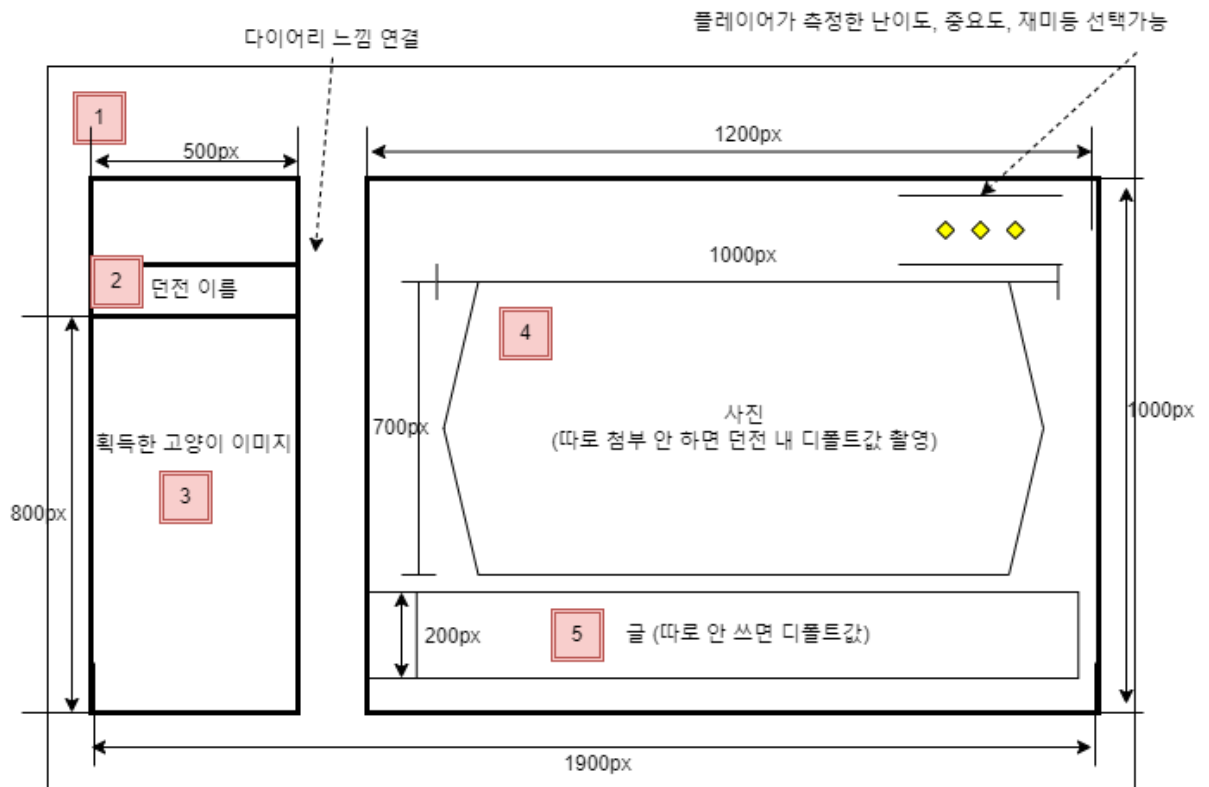 플레이어가 측정한 난이도, 중요도, 재미등 선택가능
다이어리 느낌 연결
1
500px
1200px
2
던전 이름
1000px
4
700px
사진
(따로 첨부 안 하면 던전 내 디폴트값 촬영)
1000px
획득한 고양이 이미지
3
800px
200px
5
글 (따로 안 쓰면 디폴트값)
1900px